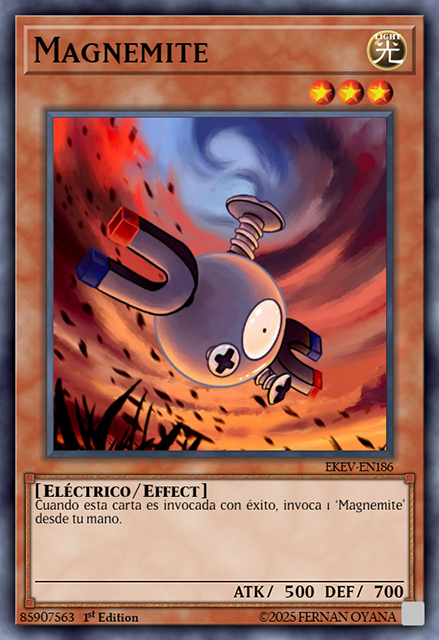 MAGNEMITE
LIGHT
光
EKEV-EN186
[ELÉCTRICO/EFFECT]
Cuando esta carta es invocada con éxito, invoca 1 'Magnemite'
desde tu mano.
ATK/ 500 DEF/ 700
85907563 1st Edition ©2025 FERNAN OYANA